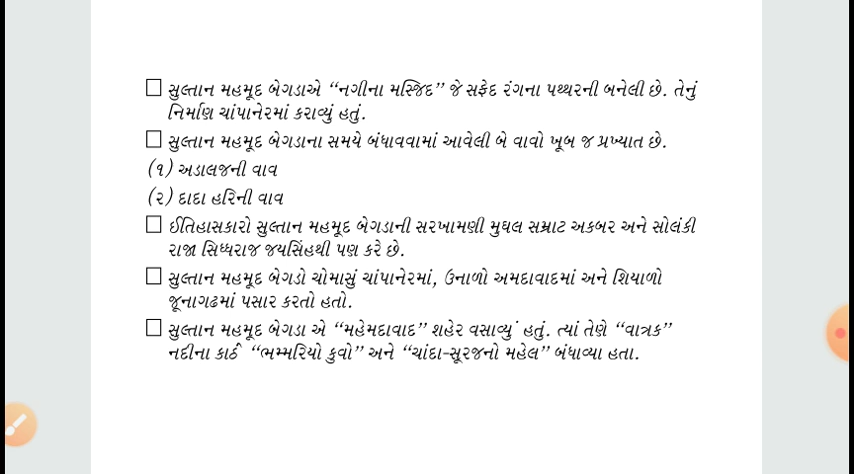 ☐ સુલ્તાન મહમૂદ બેગડાએ “નગીના મસ્જિદ” જે સફેદ રંગના પથ્થરની બનેલી છે. તેનું
નિર્માણ ચાંપાનેરમાં કરાવ્યું હતું.
☐ સુલ્તાન મહમૂદ બેગડાના સમયે બંધાવવામાં આવેલી બે વાવો ખૂબ જ પ્રખ્યાત છે.
(૧) અડાલજની વાવ
(૨) દાદા હરિની વાવ
☐ ઈતિહાસકારો સુલ્તાન મહમૂદ બેગડાની સરખામણી મુઘલ સમ્રાટ અકબર અને સોલંકી
રાજા સિધ્ધરાજ જયસિંહથી પણ કરે છે.
☐ સુલ્તાન મહમૂદ બેગડો ચોમાસું ચાંપાનેરમાં, ઉનાળો અમદાવાદમાં અને શિયાળો
જૂનાગઢમાં પસાર કરતો હતો.
☐ સુલ્તાન મહમૂદ બેગડા એ “મહેમદાવાદ” શહેર વસાવ્યું હતું. ત્યાં તેણે “વાત્રક”
નદીના કાઠે “ભમ્મરિયો કુવો” અને “ચાંદા-સૂરજનો મહેલ” બંધાવ્યા હતા.